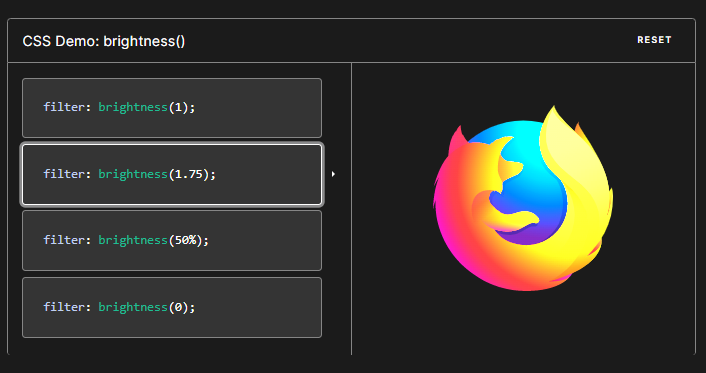 CSS Demo: brightness()
RESET
filter: brightness(1);
filter: brightness(1.75);
filter: brightness(50%);
filter: brightness(0);